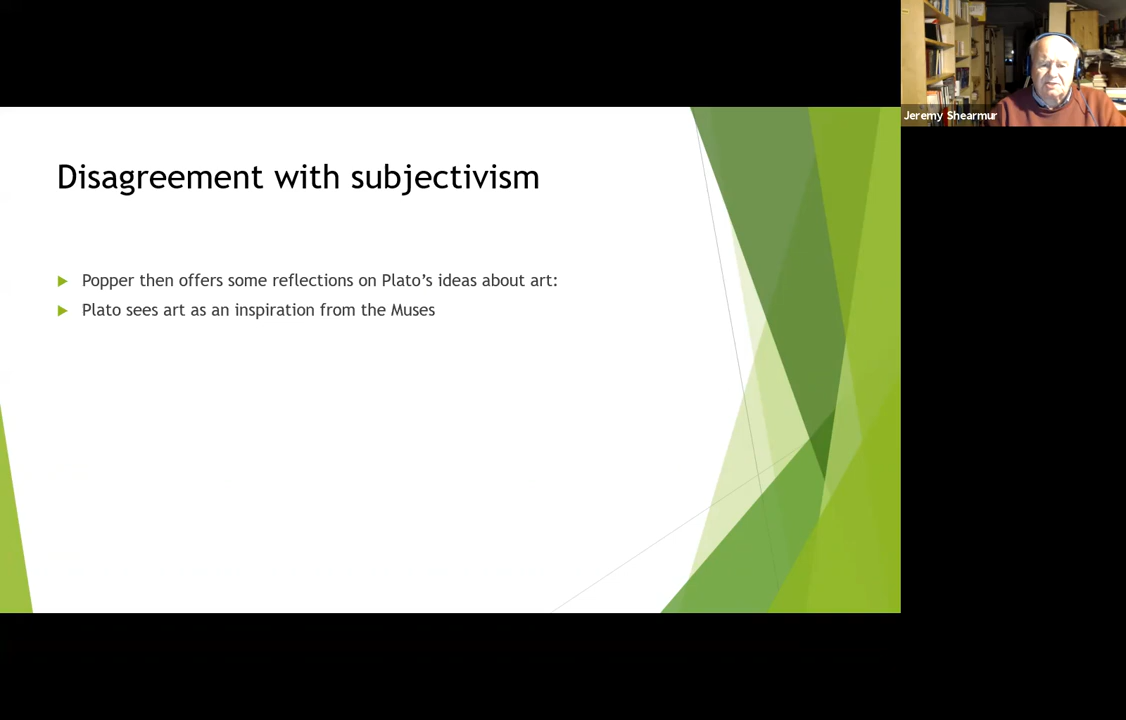 Jeremy Shearmur
Disagreement with subjectivism
Popper then offers some reflections on Plato’s ideas about art:
Plato sees art as an inspiration from the Muses